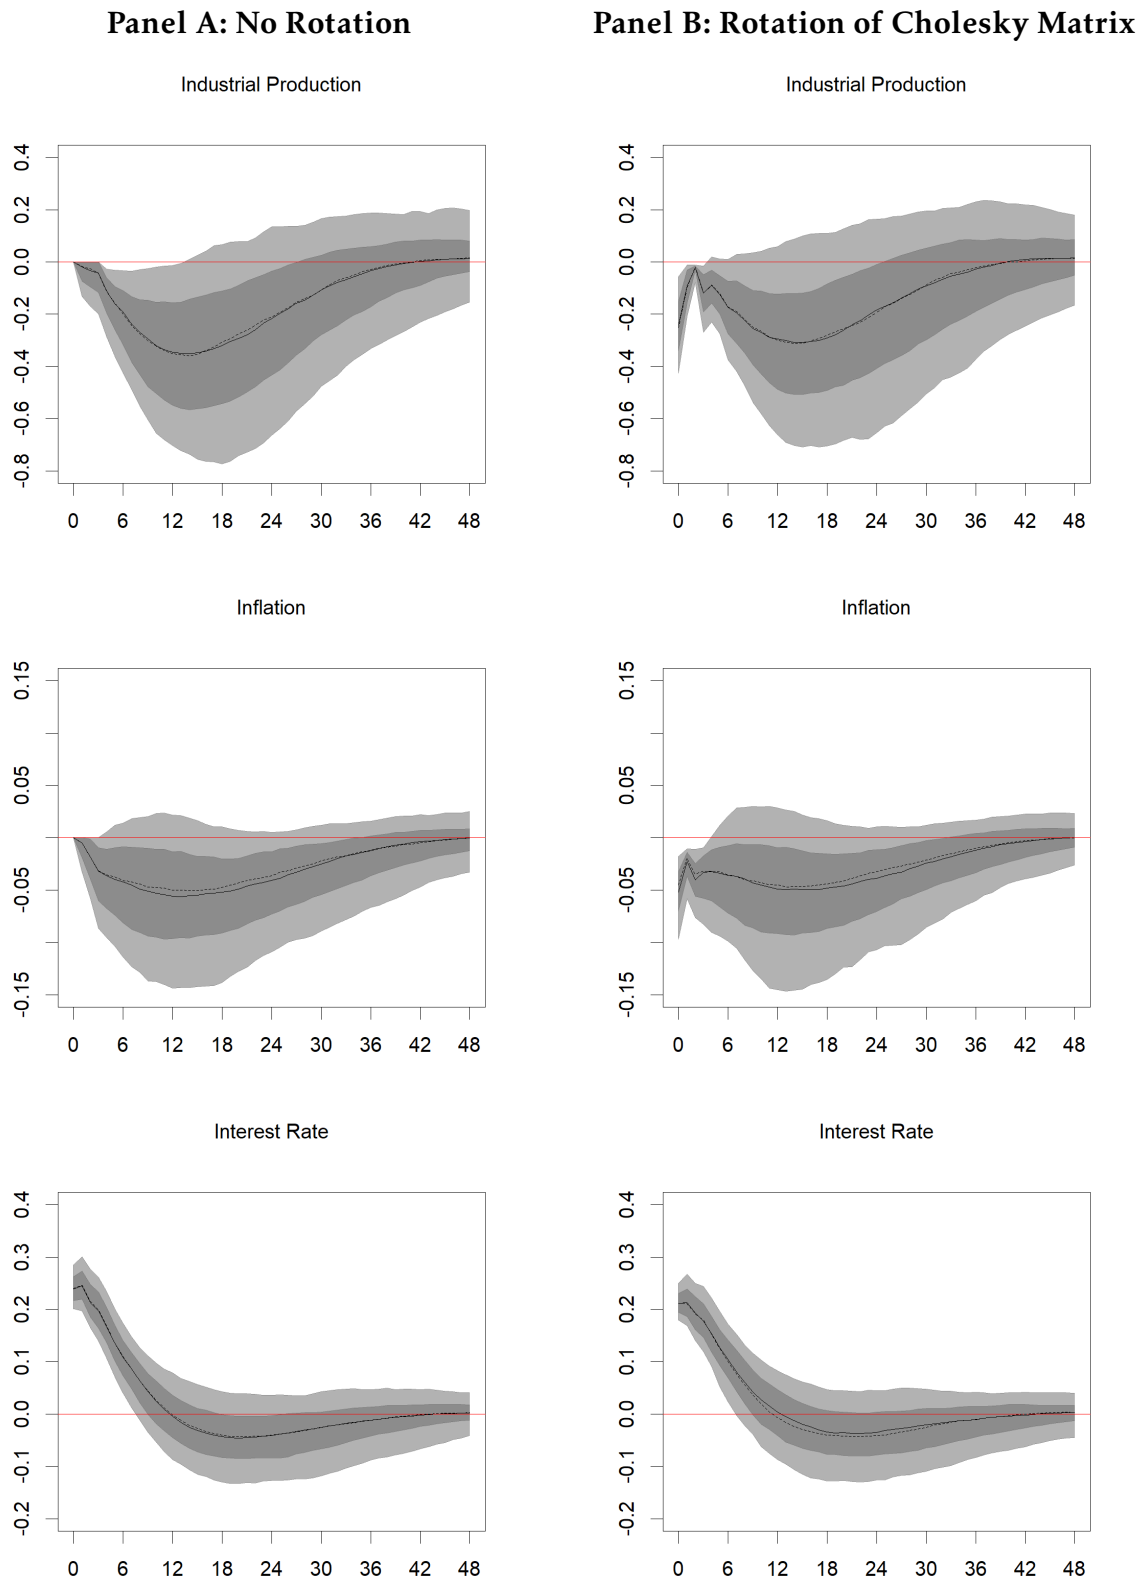 Panel A: No Rotation
Panel B: Rotation of Cholesky Matrix
Industrial Production
Industrial Production
0.4
0.2
0.0
-0.2
-0.4
-0.6
-0.8
0 6 12 18 24 30 36 42 48
0.4
0.2
0.0
-0.2
-0.4
-0.6
-0.8
0 6 12 18 24 30 36 42 48
Inflation
Inflation
0.15
0.05
-0.05
-0.15
0 6 12 18 24 30 36 42 48
0.15
0.05
-0.05
-0.15
0 6 12 18 24 30 36 42 48
Interest Rate
Interest Rate
0.4
0.3
0.2
0.1
0.0
-0.1
-0.2
0 6 12 18 24 30 36 42 48
0.4
0.3
0.2
0.1
0.0
-0.1
-0.2
0 6 12 18 24 30 36 42 48